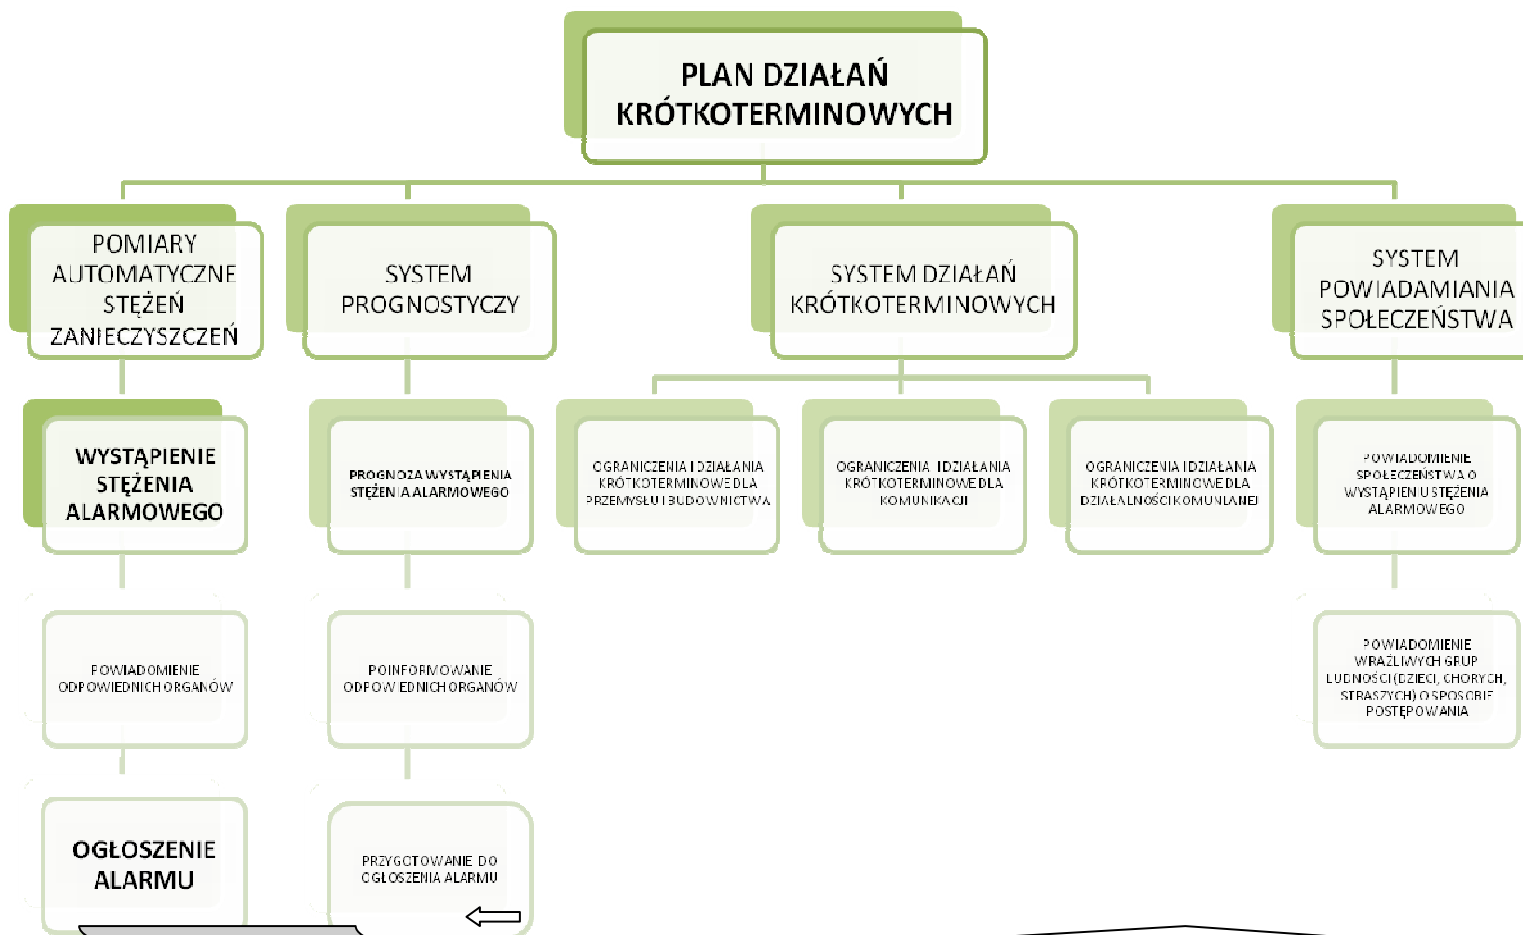 PLAN DZIAŁAŃ
KRÓTKOTERMINOWYCH
POMIARY
AUTOMATYCZNE
STĘŻEŃ
ZANIECZYSZCZEŃ
SYSTEM
PROGNOSTYCZY
SYSTEM DZIAŁAŃ
KRÓTKOTERMINOWYCH
SYSTEM
POWIADAMIANIA
SPOŁECZEŃSTWA
WYSTĄPIENIE
STĘŻENIA
ALARMOWEGO
PROGNOZA WYSTĄPIENIA
STĘŻENIA ALARMOWEGO
OGRANICZENIA I DZIAŁANIA
KRÓTKOTERMINOWE DLA
PRZEMYSŁU I BUDOWNICTWA
OGRANICZENIA I DZIAŁANIA
KRÓTKOTERMINOWE DLA
KOMUNIKACJI
OGRANICZENIA I DZIAŁANIA
KRÓTKOTERMINOWE DLA
DZIAŁALNOŚCI KOMUNLANEJ
POWIADOMIENIE
SPOŁECZEŃSTWA O
WYSTĄPIENIU STĘŻENIA
ALARMOWEGO
POWIADOMIENIE
ODPOWIEDNICH ORGANÓW
POINFORMOWANIE
ODPOWIEDNICH ORGANÓW
POWIADOMIENIE
WRAŻLIWYCH GRUP
LUDNOŚCI (DZIECI, CHORYCH,
STRASZYCH) O SPOSOBIE
POSTĘPOWANIA
OGŁOSZENIE
ALARMU
PRZYGOTOWANIE DO
OGŁOSZENIA ALARMU